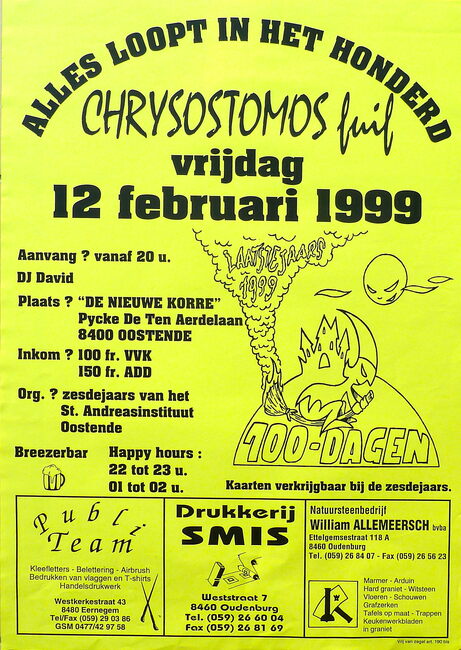 ALLES LOOPT IN HET HONDERD
CHRYSOSTOMOS fuif
vrijdag
12 februari 1999
Aanvang ? vanaf 20 u.
DJ David
Plaats ? "DE NIEUWE KORRE"
Pycke De Ten Aerdelaan
8400 OOSTENDE
Inkom ? 100 fr. VVK
150 fr. ADD
Org. ? zesdejaars van het
St. Andreasinstituut
Oostende
LAATSTEJAARS
1999
100-DAGEN
Breezerbar
Happy hours :
22 tot 23 u.
01 tot 02 u.
Kaarten verkrijgbaar bij de zesdejaars.
Publi
Team
Kleefletters - Belettering - Airbrush
Bedrukken van vlaggen en T-shirts
Handelsdrukwerk
Westkerkestraat 43
8480 Eernegem
Tel/Fax (059) 29 03 86
GSM 0477/42 97 58
Drukkerij
SMIS
Weststraat 7
8460 Oudenburg
Tel. (059) 26 60 04
Fax (059) 26 81 69
Natuursteenbedrijf
William ALLEMEERSCH bvba
Ettelgemsestraat 118 A
8460 Oudenburg
Tel. (059) 26 84 07 - Fax (059) 26 56 23
Marmer - Arduin
Hard graniet - Witsteen
Vloeren - Schouwen
Grafzerken
Tafels op maat - Trappen
Keukenwerkbladen
in graniet
Vrij van zegel art. 190 bis